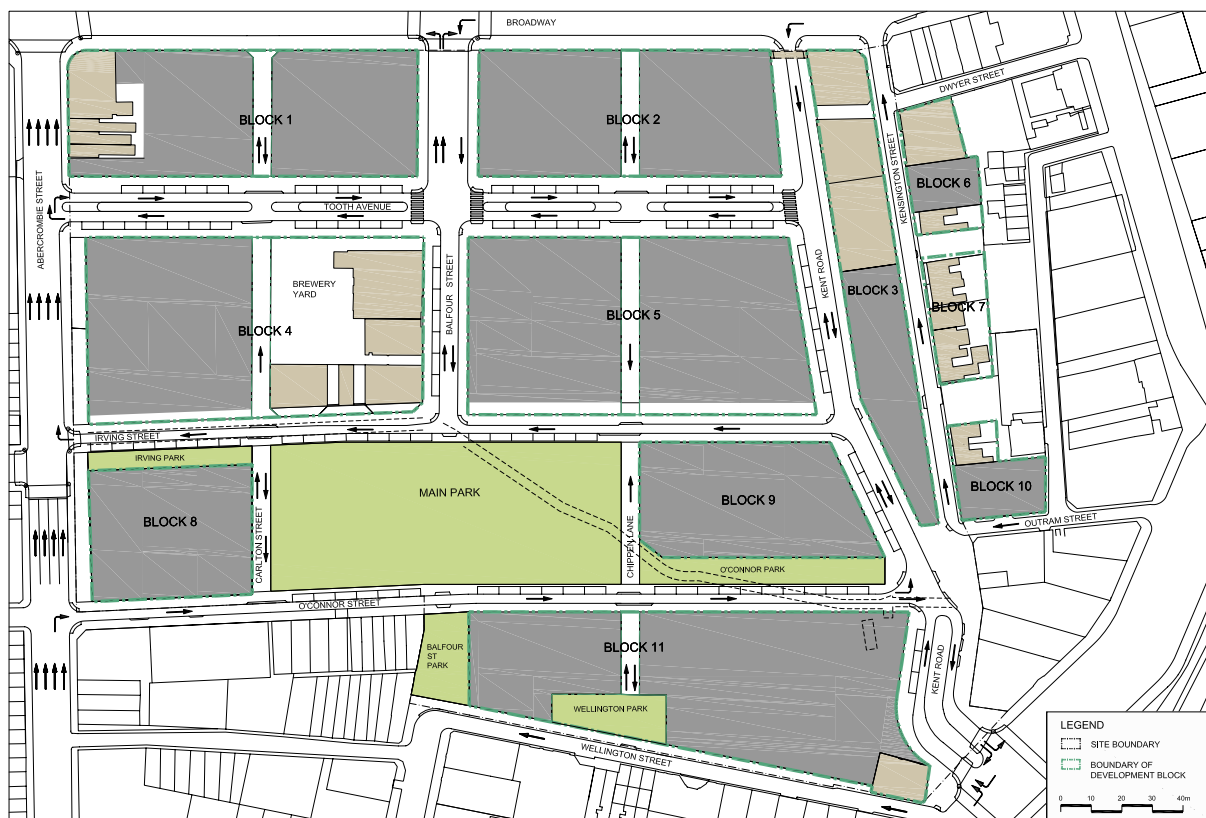 BROADWAY
DWYER STREET
BLOCK 1
BLOCK 2
ABERCROMBIE STREET
KENSINGTON STREET
BLOCK 6
TOOTH AVENUE
BREWERY
YARD
BALFOUR STREET
KENT ROAD
BLOCK 3
BLOCK 7
BLOCK 4
BLOCK 5
IRVING STREET
IRVING PARK
MAIN PARK
BLOCK 9
BLOCK 10
BLOCK 8
CARLTON STREET
CHIPPEN LANE
OUTRAM STREET
O'CONNOR PARK
O'CONNOR STREET
BALFOUR
ST
PARK
BLOCK 11
KENT ROAD
WELLINGTON PARK
WELLINGTON STREET
LEGEND
SITE BOUNDARY
BOUNDARY OF
DEVELOPMENT BLOCK
0 10 20 30 40m